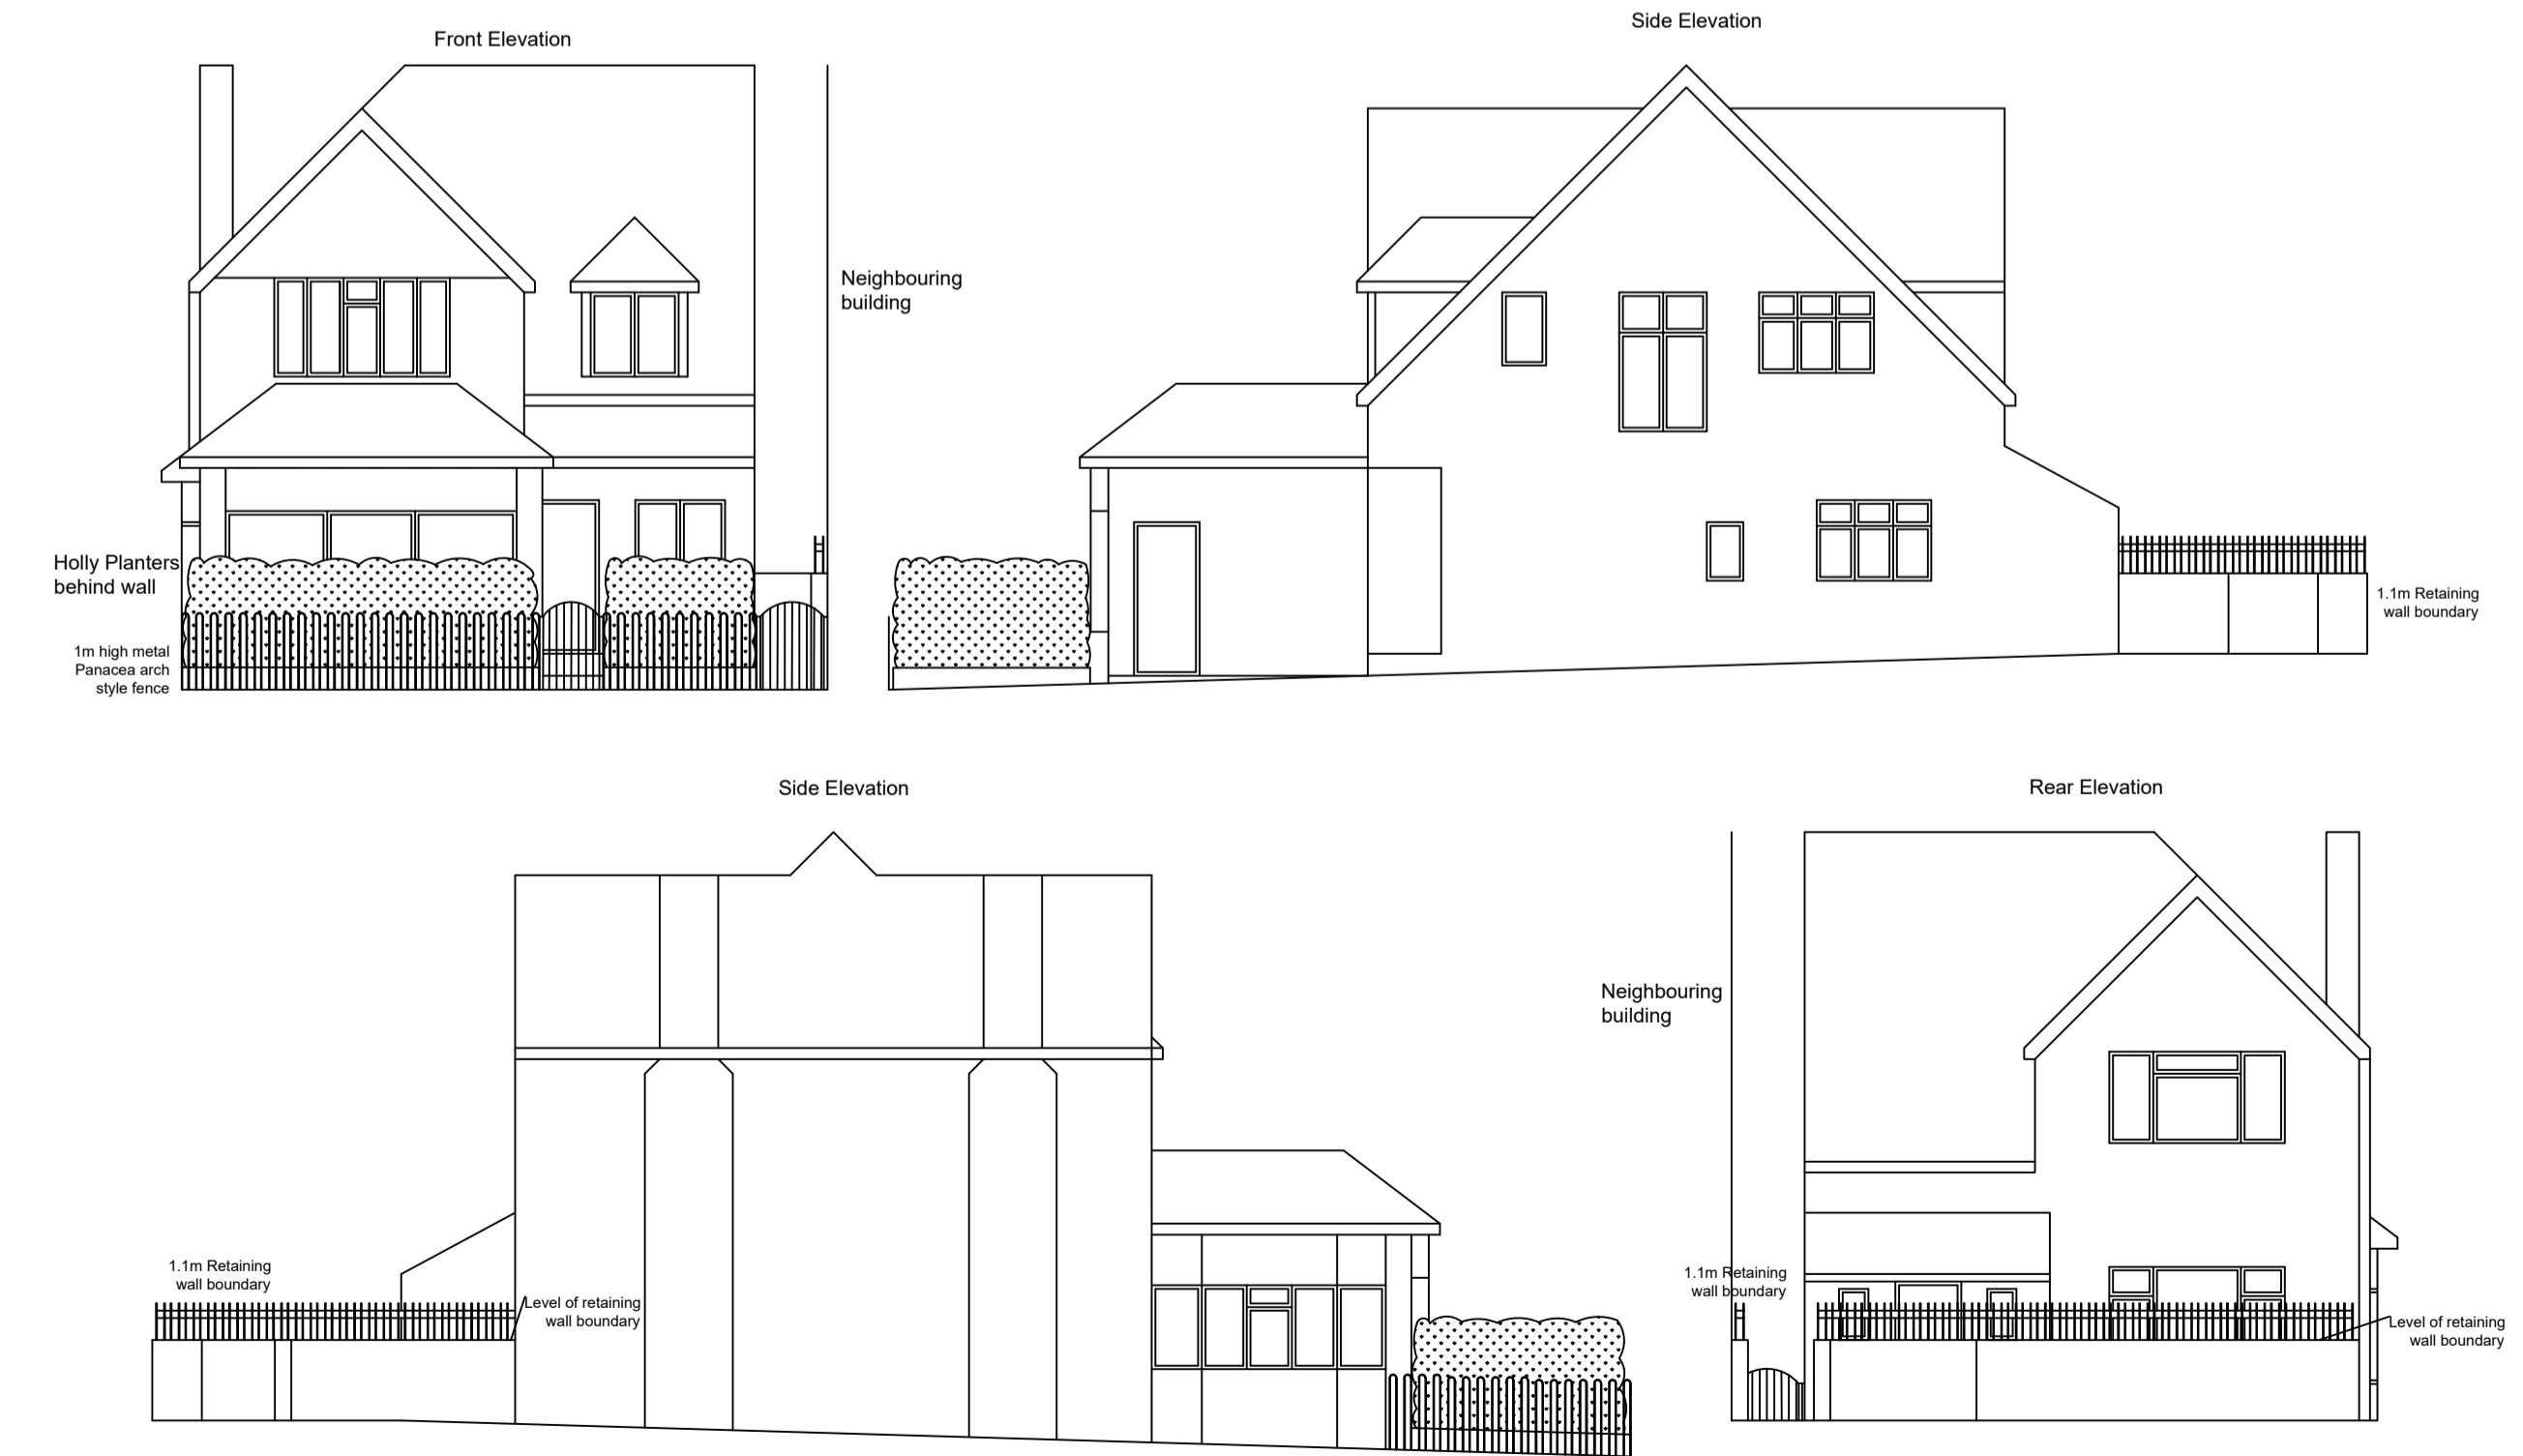 Front Elevation
Side Elevation
Neighbouring
building
Holly Planters
behind wall
1m high metal
Panacea arch
style fence
1.1m Retaining
wall boundary
Side Elevation
Rear Elevation
Neighbouring
building
1.1m Retaining
wall boundary
Level of retaining
wall boundary
1.1m Retaining
wall boundary
Level of retaining
wall boundary